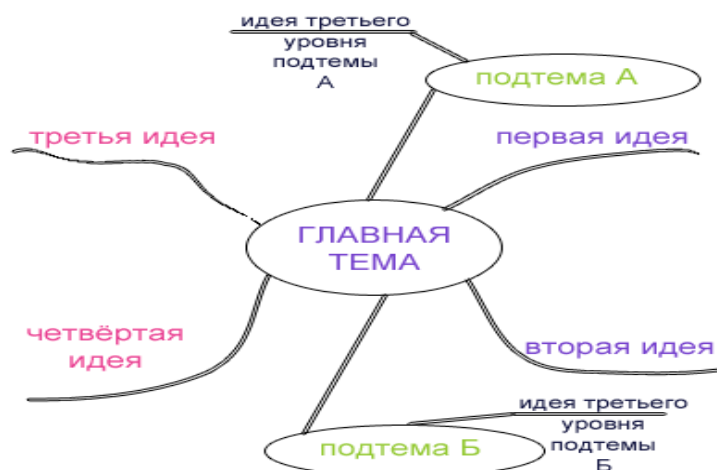 идея третьего
уровня
подтемы
А
подтема А
третья идея
первая идея
ГЛАВНАЯ
ТЕМА
четвёртая
идея
вторая идея
идея третьего
уровня
подтемы
Б
подтема Б